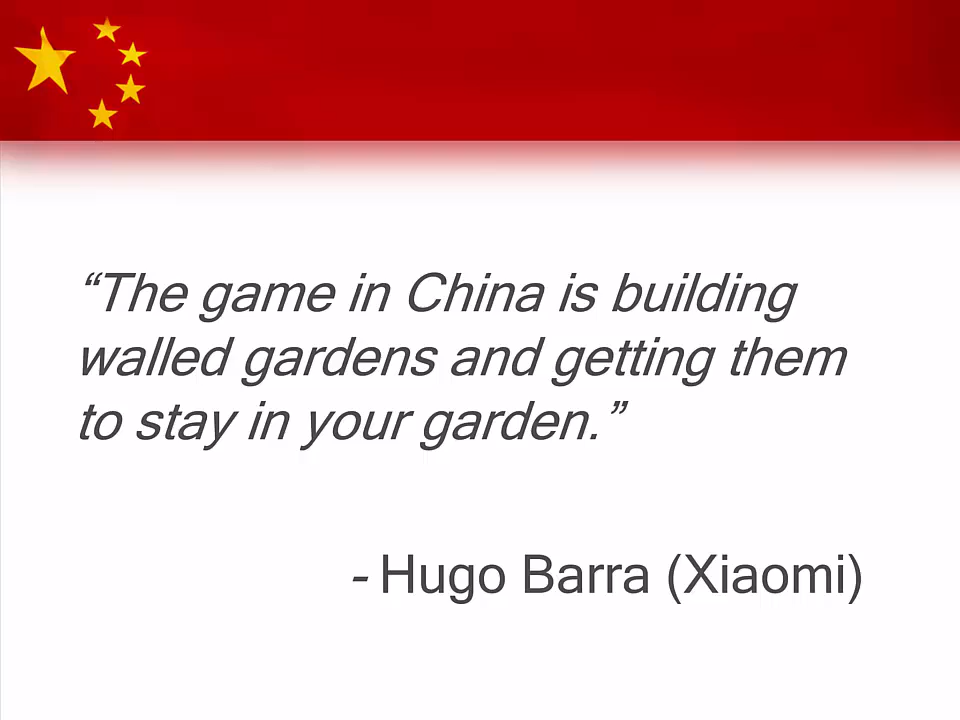 “The game in China is building
walled gardens and getting them
to stay in your garden.”
- Hugo Barra (Xiaomi)